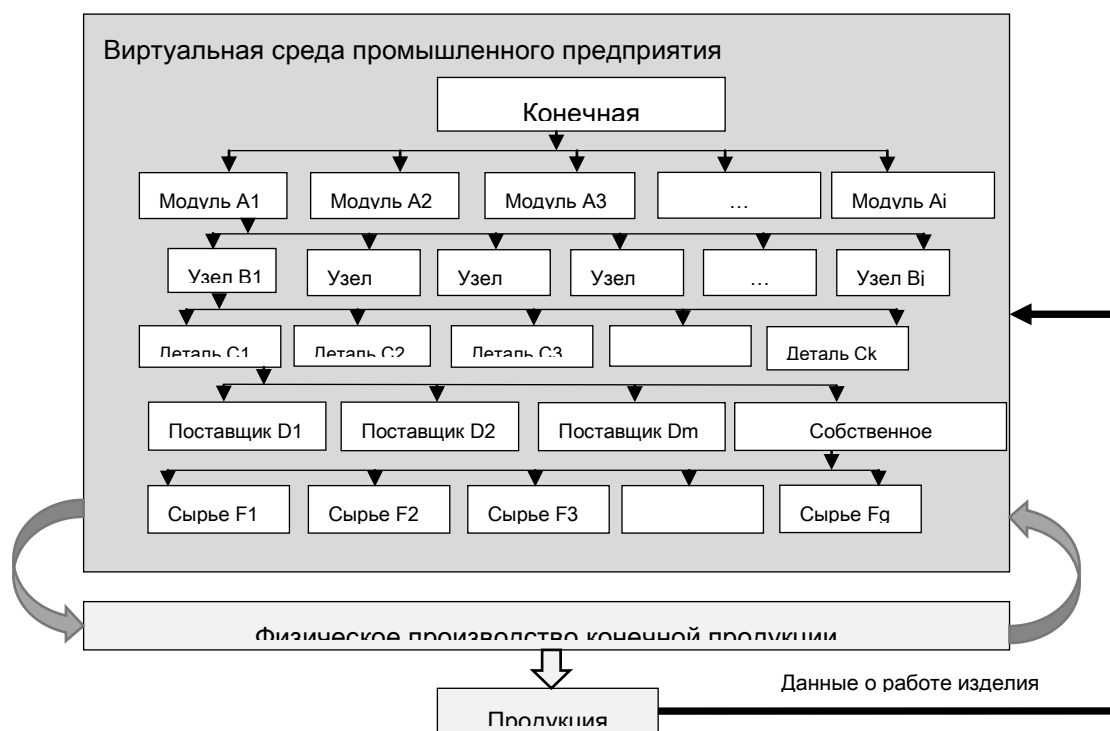 Виртуальная среда промышленного предприятия
Конечная
Модуль A1 Модуль A2 Модуль A3 … Модуль Ai
Узел B1 Узел Узел Узел … Узел Bj
Деталь C1 Деталь C2 Деталь C3 Деталь Ck
Поставщик D1 Поставщик D2 Поставщик Dm Собственное
Сырье F1 Сырье F2 Сырье F3 Сырье Fg
Физическое производство конечной продукции
Данные о работе изделия
Продукция